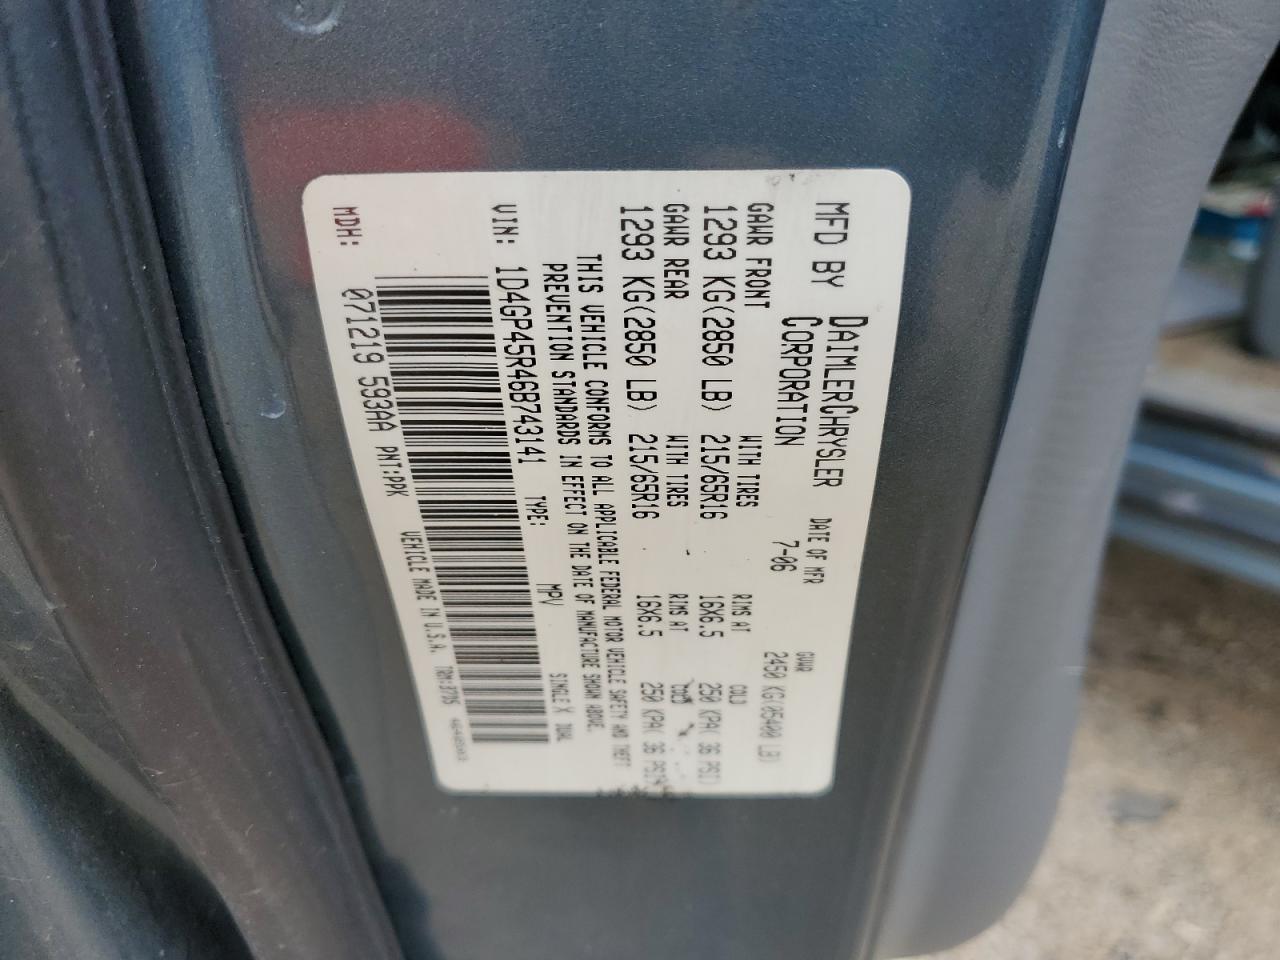 MFD BY DAIMLERCHRYSLER CORPORATION DATE OF MFR 7-06 GVWR 2450 KG(05400 LB)
GAWR FRONT WITH TIRES RIMS AT COLD
1293 KG(2850 LB) 215/65R16 16X6.5 250 KPA( 36 PSI)
GAWR REAR WITH TIRES RIMS AT COLD
1293 KG(2850 LB) 215/65R16 16X6.5 250 KPA( 36 PSI)
THIS VEHICLE CONFORMS TO ALL APPLICABLE FEDERAL MOTOR VEHICLE SAFETY AND THEFT
PREVENTION STANDARDS IN EFFECT ON THE DATE OF MANUFACTURE SHOWN ABOVE.
VIN: 1D4GP45R46B743141 TYPE: MPV SINGLE X DUAL
MDH: 071219 593AA PNT:PPK VEHICLE MADE IN U.S.A.